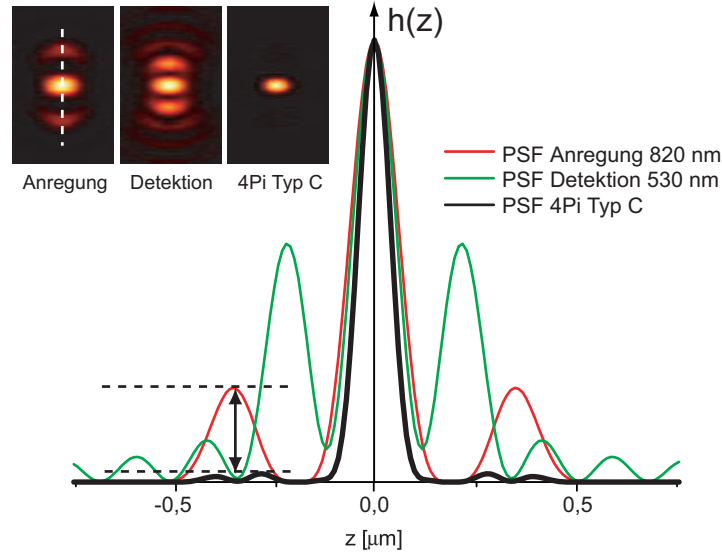 h(z)
Anregung
Detektion
4Pi Typ C
PSF Anregung 820 nm
PSF Detektion 530 nm
PSF 4Pi Typ C
-0,5
0,0
0,5
z [μm]